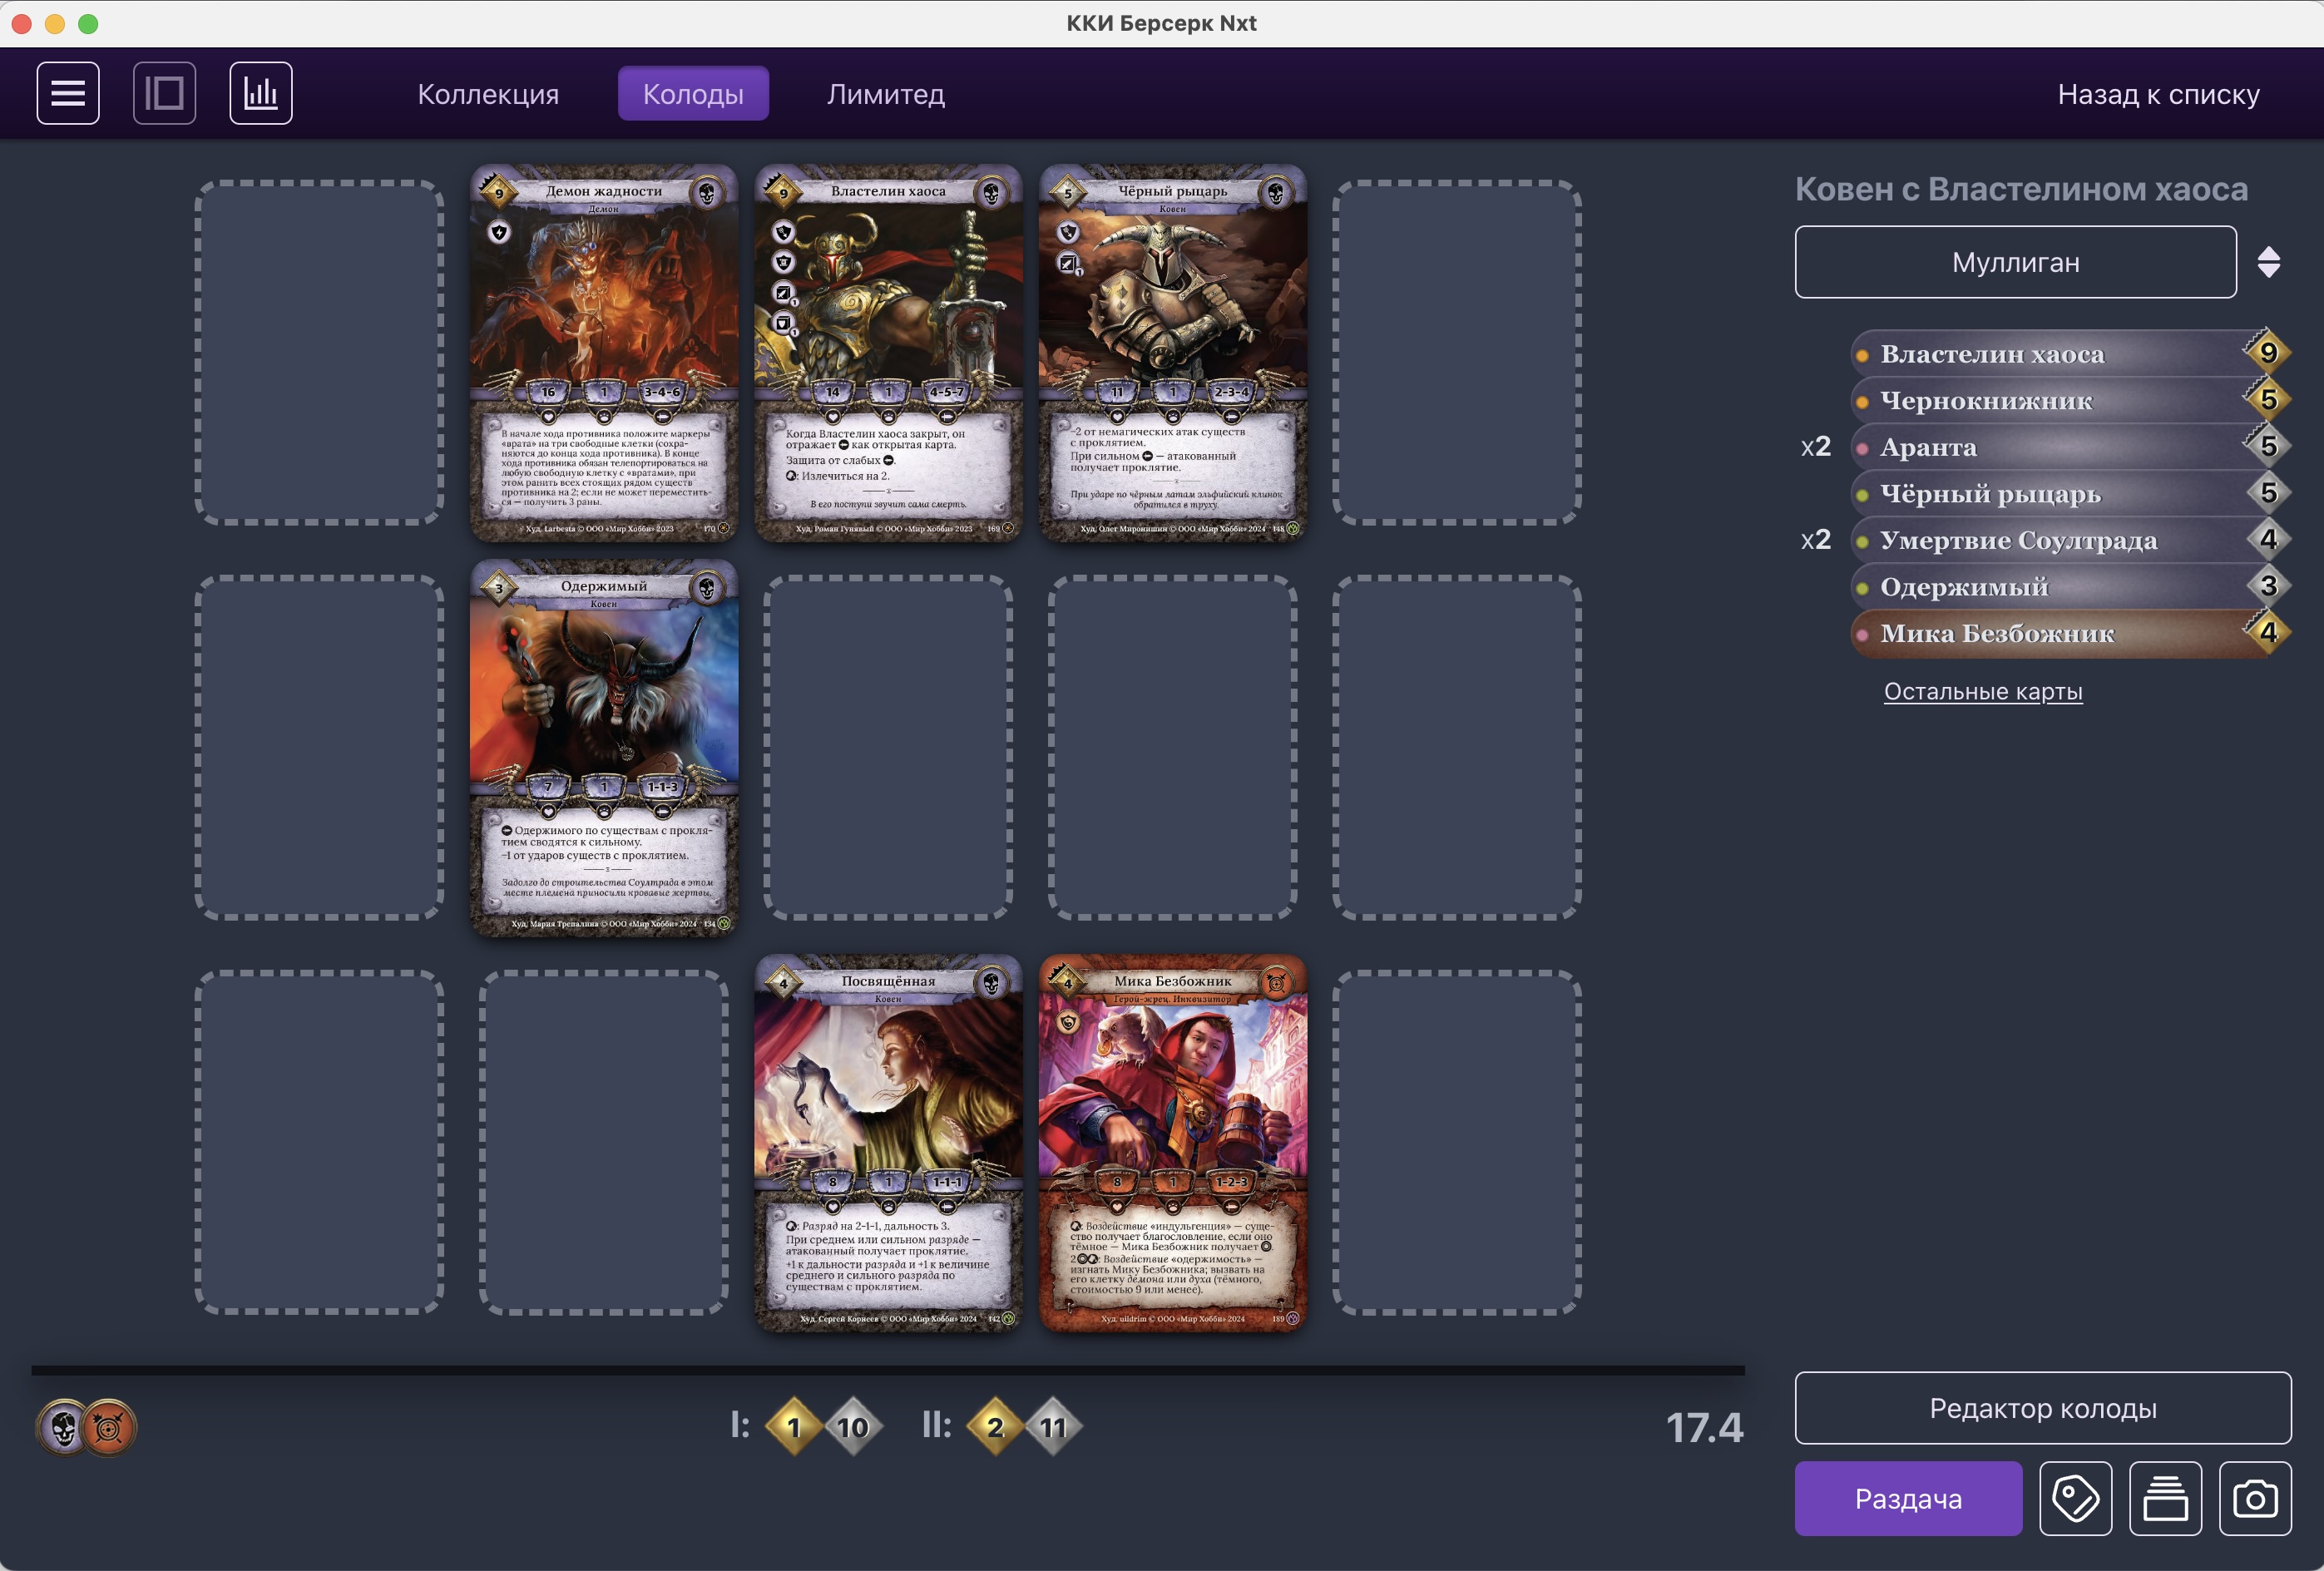 ККИ Берсерк Nxt
Коллекция
Колоды
Лимитед
Назад к списку
9
Демон жадности
Демон
16
1
3-4-6
В начале хода противника положите маркеры
«врата» на три свободные клетки (сохра-
няются до конца хода противника). В конце
хода противника обязан телепортироваться на
любую свободную клетку с «вратами», при
этом ранить всех стоящих рядом существ
противника на 2; если не может переместить-
ся — получить 3 раны.
Худ. Larbesta © ООО «Мир Хобби» 2023 170
9
Властелин хаоса
1
1
14
1
4-5-7
Когда Властелин хаоса закрыт, он
отражает как открытая карта.
Защита от слабых .
: Излечиться на 2.
В его поступи звучит сама смерть.
Худ. Роман Гунявый © ООО «Мир Хобби» 2023 169
5
Чёрный рыцарь
Ковен
1
11
1
2-3-4
-2 от немагических атак существ
с проклятием.
При сильном — атакованный
получает проклятие.
При ударе по чёрным латам эльфийский клинок
обратился в труху.
Худ. Олег Миронишин © ООО «Мир Хобби» 2024 148
3
Одержимый
Ковен
7
1
1-1-3
Одержимого по существам с прокля-
тием сводятся к сильному.
-1 от ударов существ с проклятием.
Задолго до строительства Соултрада в этом
месте племена приносили кровавые жертвы.
Худ. Мария Трепалина © ООО «Мир Хобби» 2024 134
4
Посвящённая
Ковен
8
1
1-1-1
: Разряд на 2-1-1, дальность 3.
При среднем или сильном разряде —
атакованный получает проклятие.
+1 к дальности разряда и +1 к величине
среднего и сильного разряда по
существам с проклятием.
Худ. Сергей Корнеев © ООО «Мир Хобби» 2024 142
4
Мика Безбожник
Герой-жрец. Инквизитор
8
1
1-2-3
: Воздействие «индульгенция» — суще-
ство получает благословение, если оно
тёмное — Мика Безбожник получает .
2 : Воздействие «одержимость» —
изгнать Мику Безбожника; вызвать на
его клетку демона или духа (тёмного,
стоимостью 9 или менее).
Худ. uildrim © ООО «Мир Хобби» 2024 189
I: 1 10 II: 2 11
17.4
Ковен с Властелином хаоса
Муллиган
Властелин хаоса 9
Чернокнижник 5
x2 Аранта 5
Чёрный рыцарь 5
x2 Умертвие Соултрада 4
Одержимый 3
Мика Безбожник 4
Остальные карты
Редактор колоды
Раздача